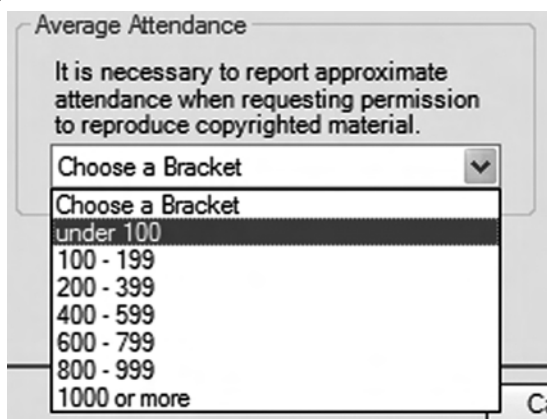 Average Attendance
It is necessary to report approximate
attendance when requesting permission
to reproduce copyrighted material.
Choose a Bracket
Choose a Bracket
under 100
100 - 199
200 - 399
400 - 599
600 - 799
800 - 999
1000 or more